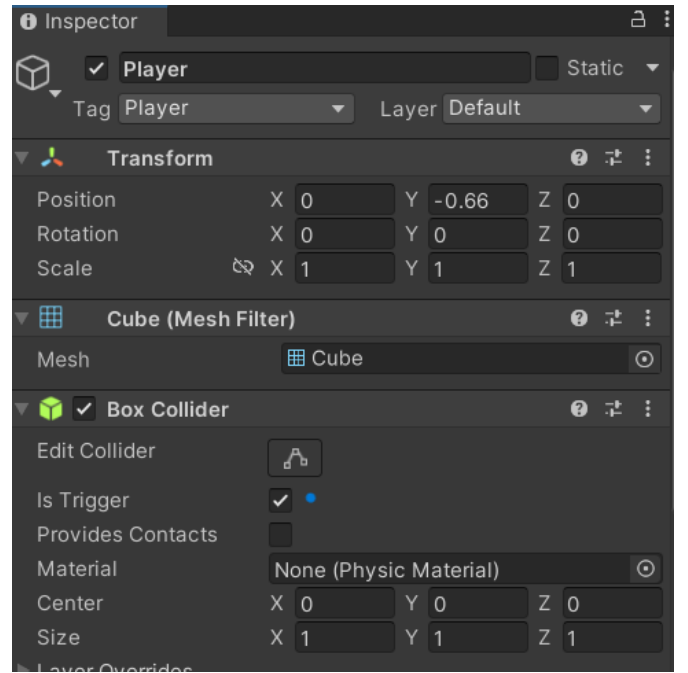 Inspector
Player Static
Tag Player Layer Default
Transform
Position X 0 Y -0.66 Z 0
Rotation X 0 Y 0 Z 0
Scale X 1 Y 1 Z 1
Cube (Mesh Filter)
Mesh Cube
Box Collider
Edit Collider
Is Trigger
Provides Contacts
Material None (Physic Material)
Center X 0 Y 0 Z 0
Size X 1 Y 1 Z 1
Layer Overrides